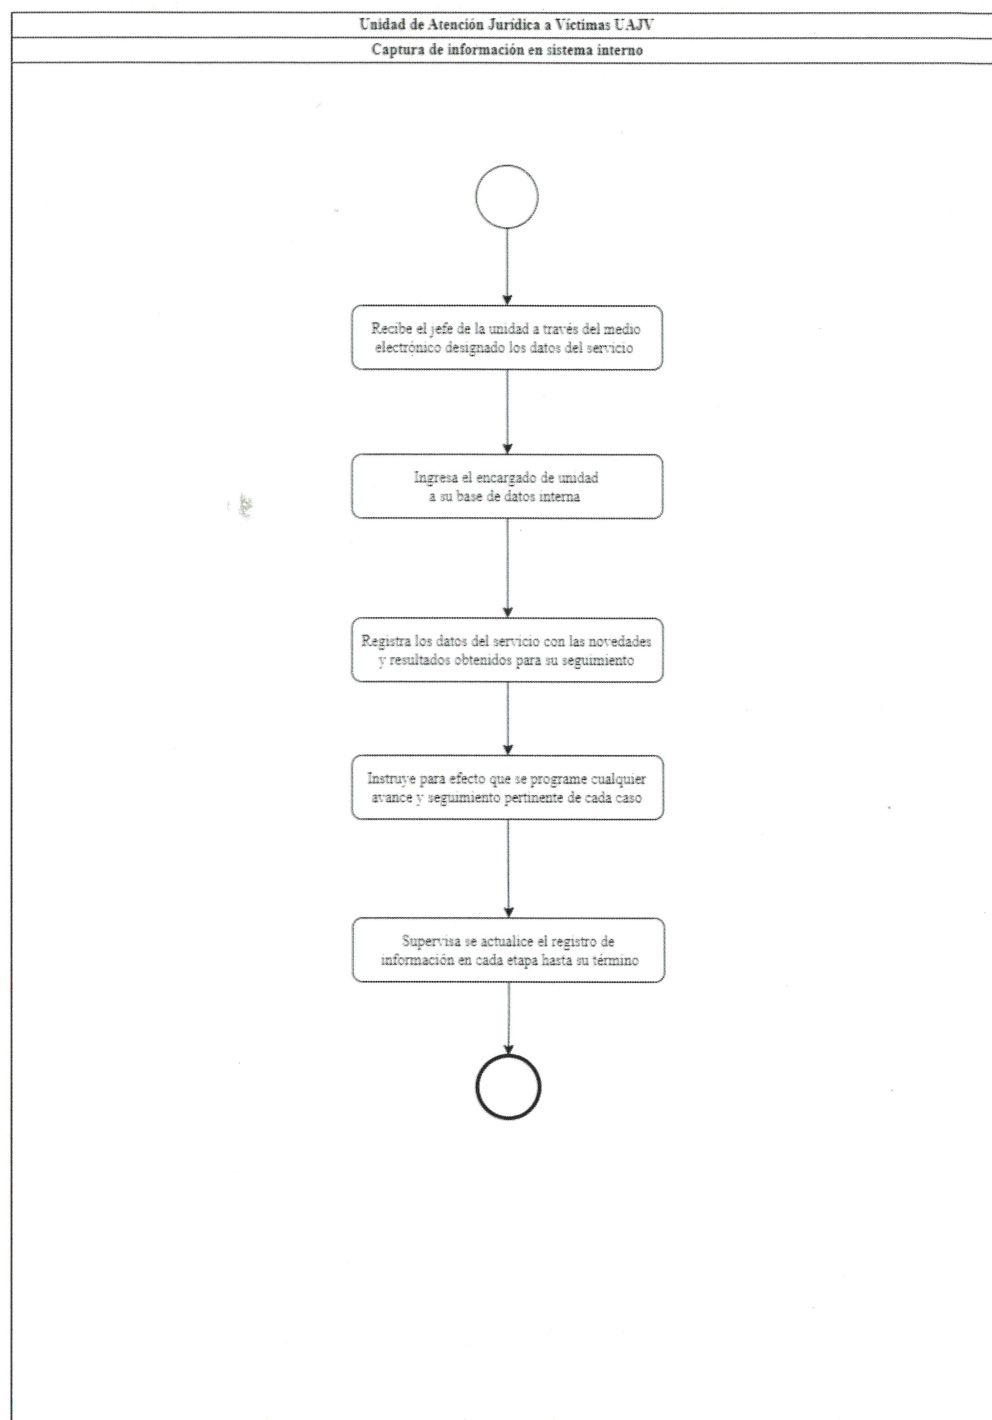 Unidad de Atención Jurídica a Víctimas UAJV
Captura de información en sistema interno
Recibe el jefe de la unidad a través del medio
electrónico designado los datos del servicio
Ingresa el encargado de unidad
a su base de datos interna
Registra los datos del servicio con las novedades
y resultados obtenidos para su seguimiento
Instruye para efecto que se programe cualquier
avance y seguimiento pertinente de cada caso
Supervisa se actualice el registro de
información en cada etapa hasta su término